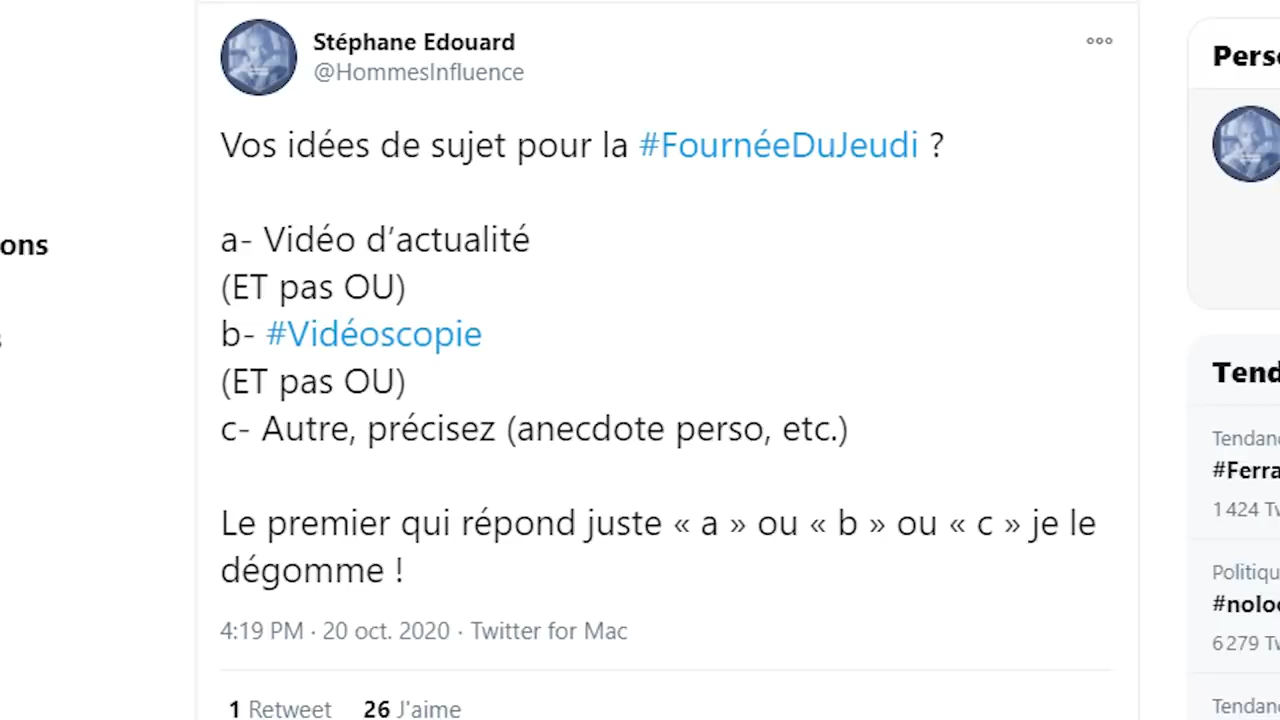 Stéphane Edouard
@HommesInfluence
Vos idées de sujet pour la #FournéeDuJeudi ?
a- Vidéo d’actualité
(ET pas OU)
b- #Vidéoscopie
(ET pas OU)
c- Autre, précisez (anecdote perso, etc.)
Le premier qui répond juste « a » ou « b » ou « c » je le
dégomme !
4:19 PM · 20 oct. 2020 · Twitter for Mac
1 Retweet 26 J'aime
ons
Pers
Tend
Tendanc
#Ferra
1 424 Tw
Politiqu
#noloc
6 279 Tw
Tendanc